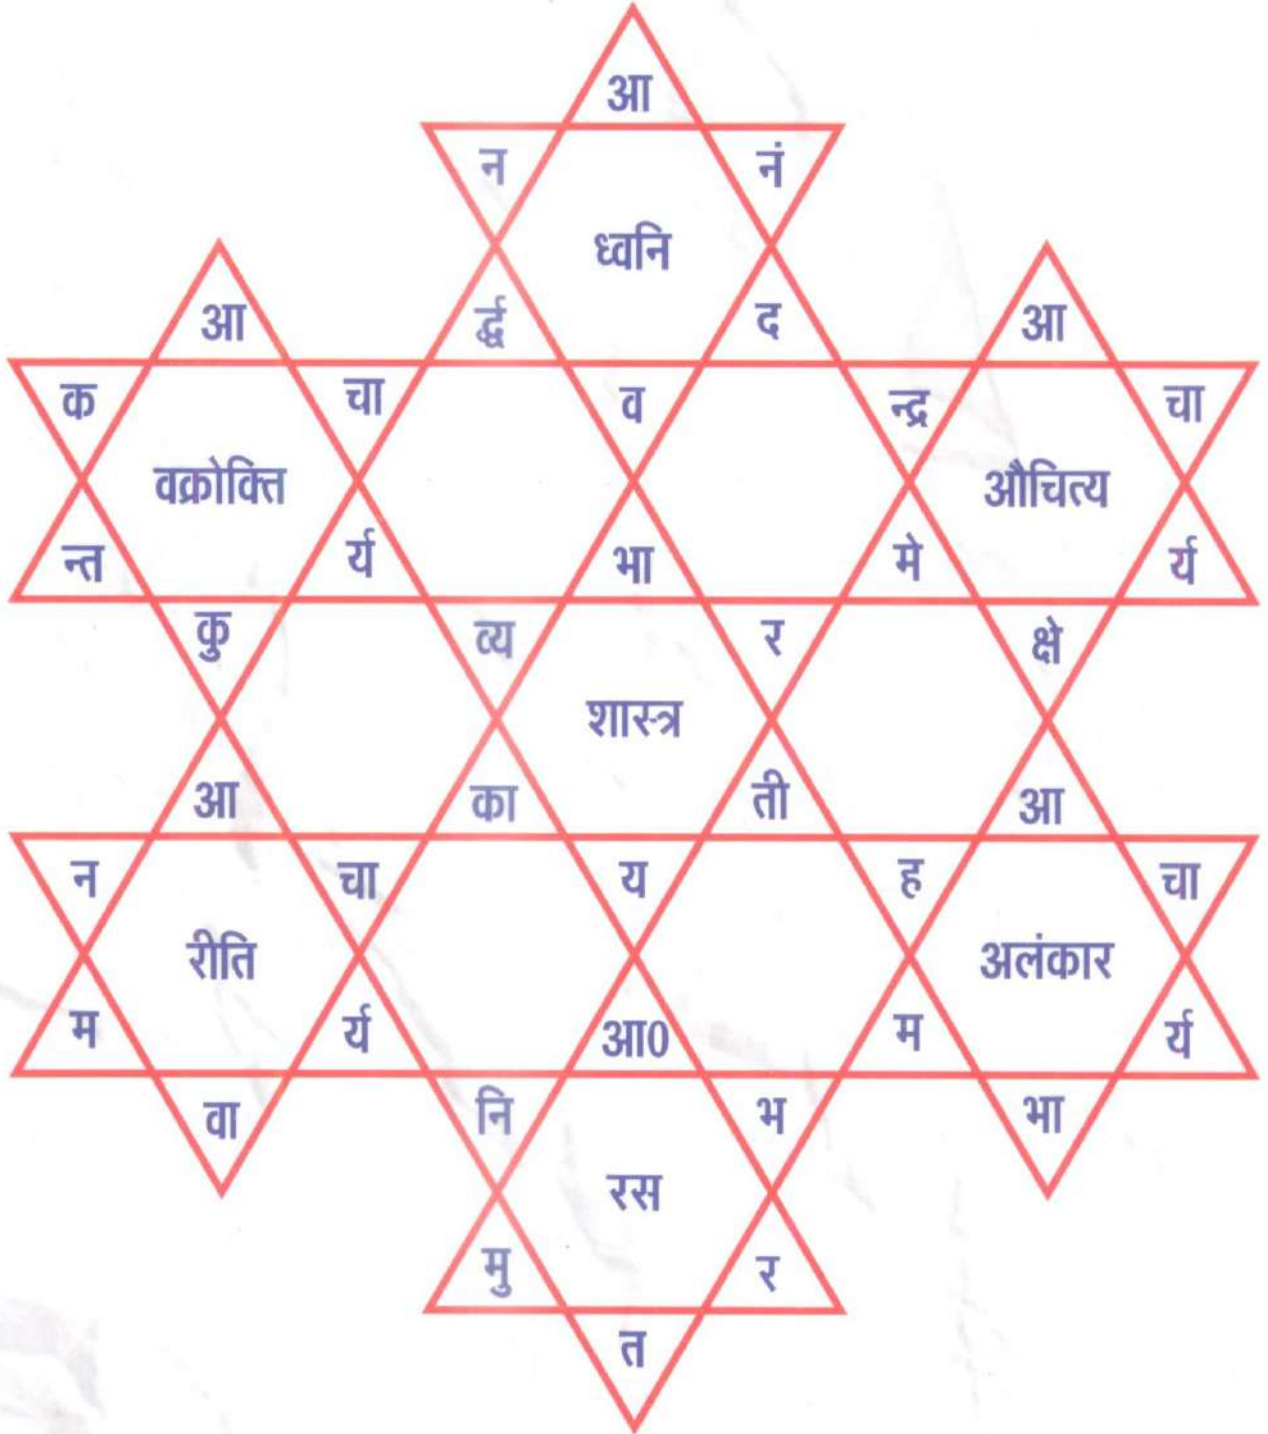 आ
न नं
ध्वनि
र्द्ध द
आ आ
क चा व न्द्र चा
वक्रोक्ति औचित्य
न्त र्य भा मे र्य
कु व्य र क्षे
शास्त्र
आ का ती आ
न चा य ह चा
रीति अलंकार
म र्य आ0 म र्य
वा नि भ भा
रस
मु र
त